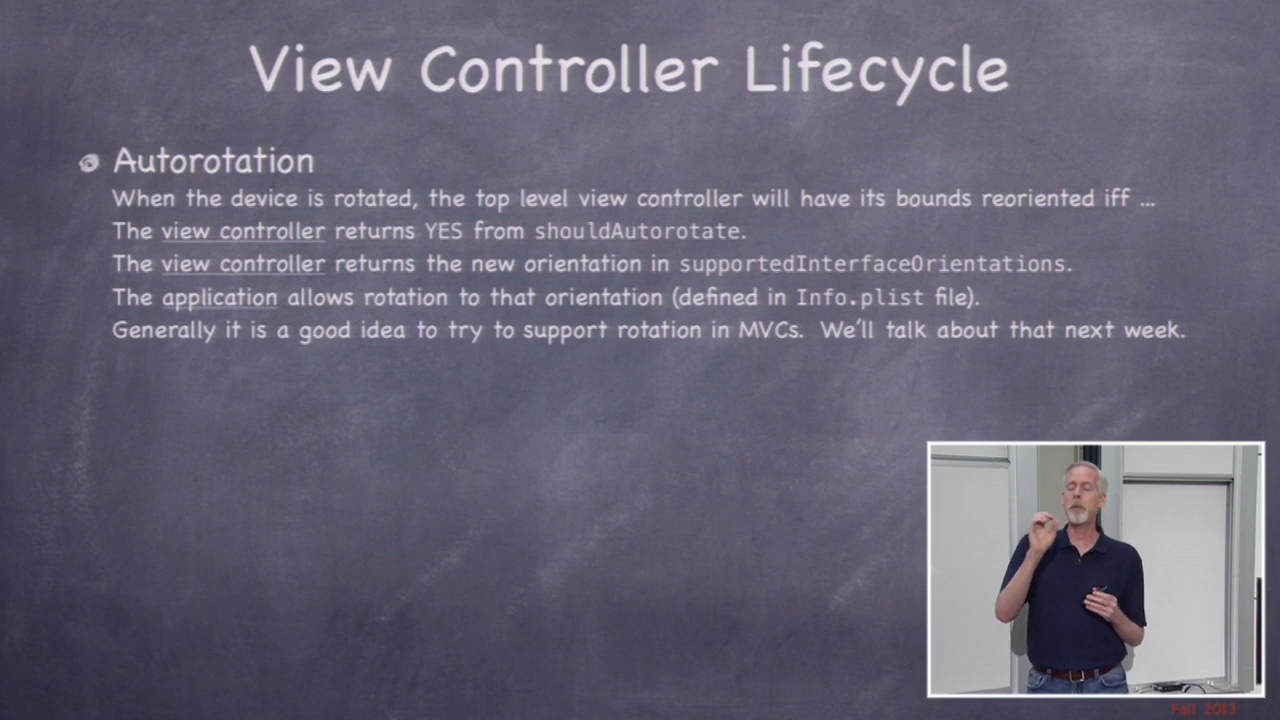 View Controller Lifecycle
Autorotation
When the device is rotated, the top level view controller will have its bounds reoriented iff ...
The view controller returns YES from shouldAutorotate.
The view controller returns the new orientation in supportedInterfaceOrientations.
The application allows rotation to that orientation (defined in Info.plist file).
Generally it is a good idea to try to support rotation in MVCs. We'll talk about that next week.
Fall 2013